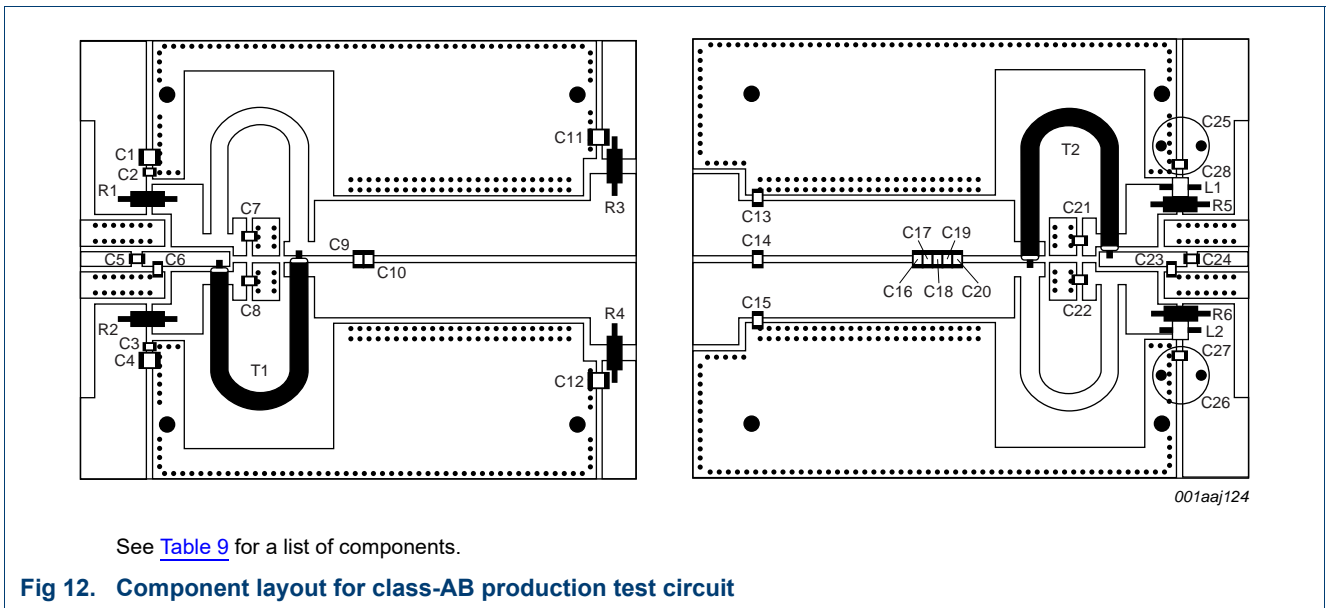 C1
C2
R1
C5
C6
R2
C3
C4
C7
C8
T1
C9
C10
C11
R3
R4
C12
C13
C14
C15
C16
C17
C18
C19
C20
T2
C21
C22
C23
C24
C25
C28
L1
R5
R6
L2
C27
C26
001aaj124
See Table 9 for a list of components.
Fig 12. Component layout for class-AB production test circuit